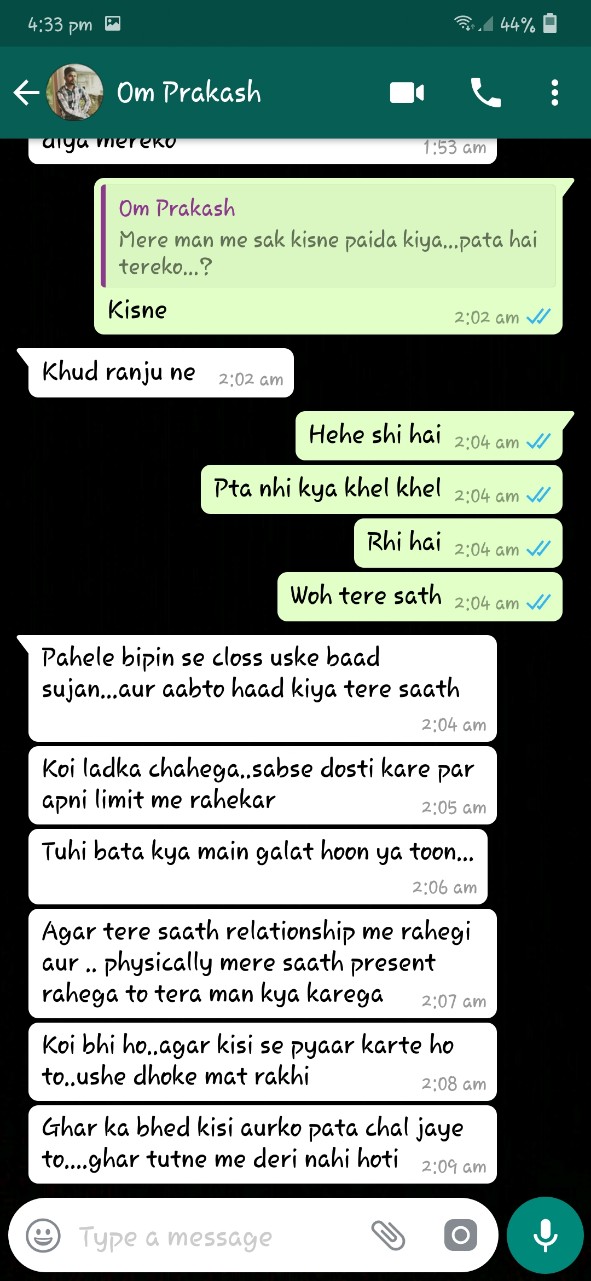 4:33 pm 44%
Om Prakash
diya mereko 1:53 am
Om Prakash
Mere man me sak kisne paida kiya...pata hai
tereko...?
Kisne 2:02 am
Khud ranju ne 2:02 am
Hehe shi hai 2:04 am
Pta nhi kya khel khel 2:04 am
Rhi hai 2:04 am
Woh tere sath 2:04 am
Pahele bipin se closs uske baad
sujan...aur aabto haad kiya tere saath
2:04 am
Koi ladka chahega..sabse dosti kare par
apni limit me rahekar 2:05 am
Tuhi bata kya main galat hoon ya toon...
2:06 am
Agar tere saath relationship me rahegi
aur .. physically mere saath present
rahega to tera man kya karega 2:07 am
Koi bhi ho..agar kisi se pyaar karte ho
to..ushe dhoke mat rakhi 2:08 am
Ghar ka bhed kisi aurko pata chal jaye
to....ghar tutne me deri nahi hoti 2:09 am
Type a message